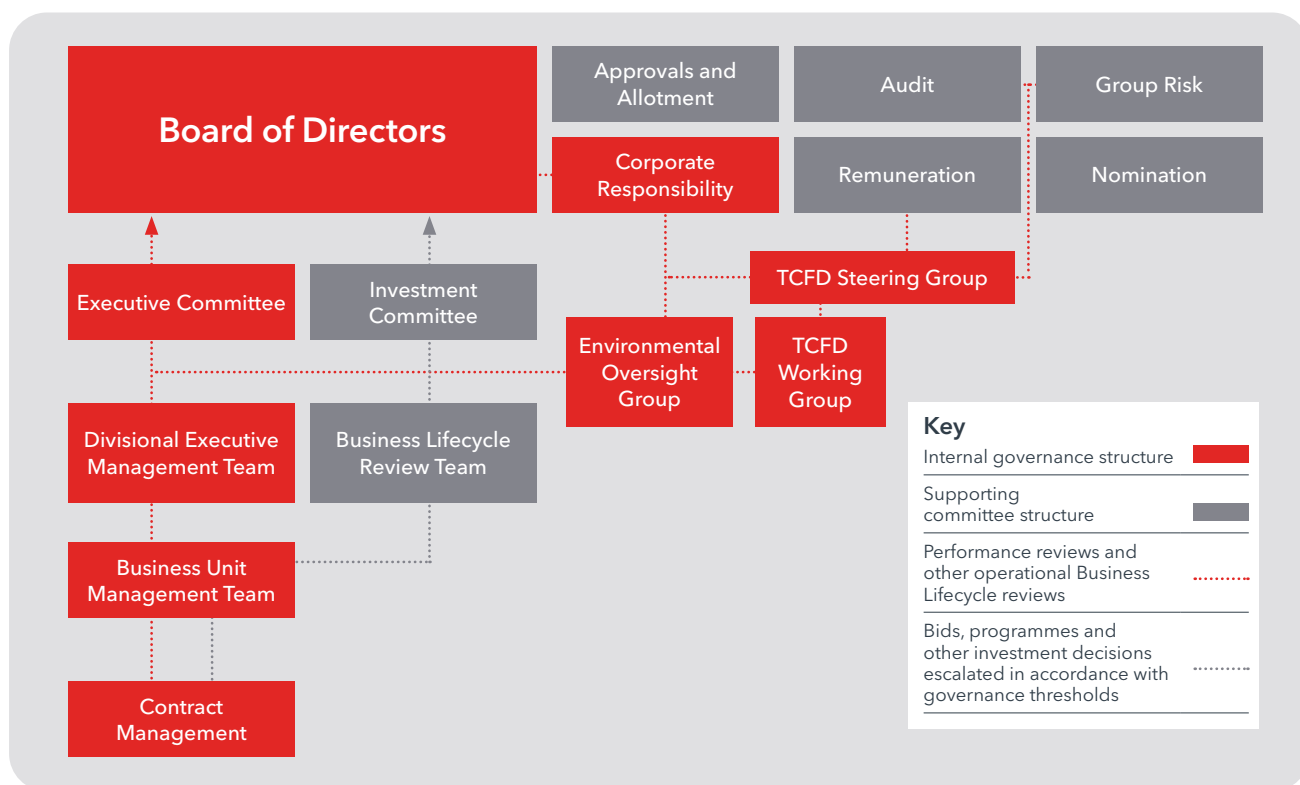 Board of Directors
Approvals and
Allotment
Audit
Group Risk
Corporate
Responsibility
Remuneration
Nomination
Executive Committee
Investment
Committee
TCFD Steering Group
Environmental
Oversight
Group
TCFD
Working
Group
Divisional Executive
Management Team
Business Lifecycle
Review Team
Business Unit
Management Team
Contract
Management
Key
Internal governance structure
Supporting
committee structure
Performance reviews and
other operational Business
Lifecycle reviews
Bids, programmes and
other investment decisions
escalated in accordance with
governance thresholds